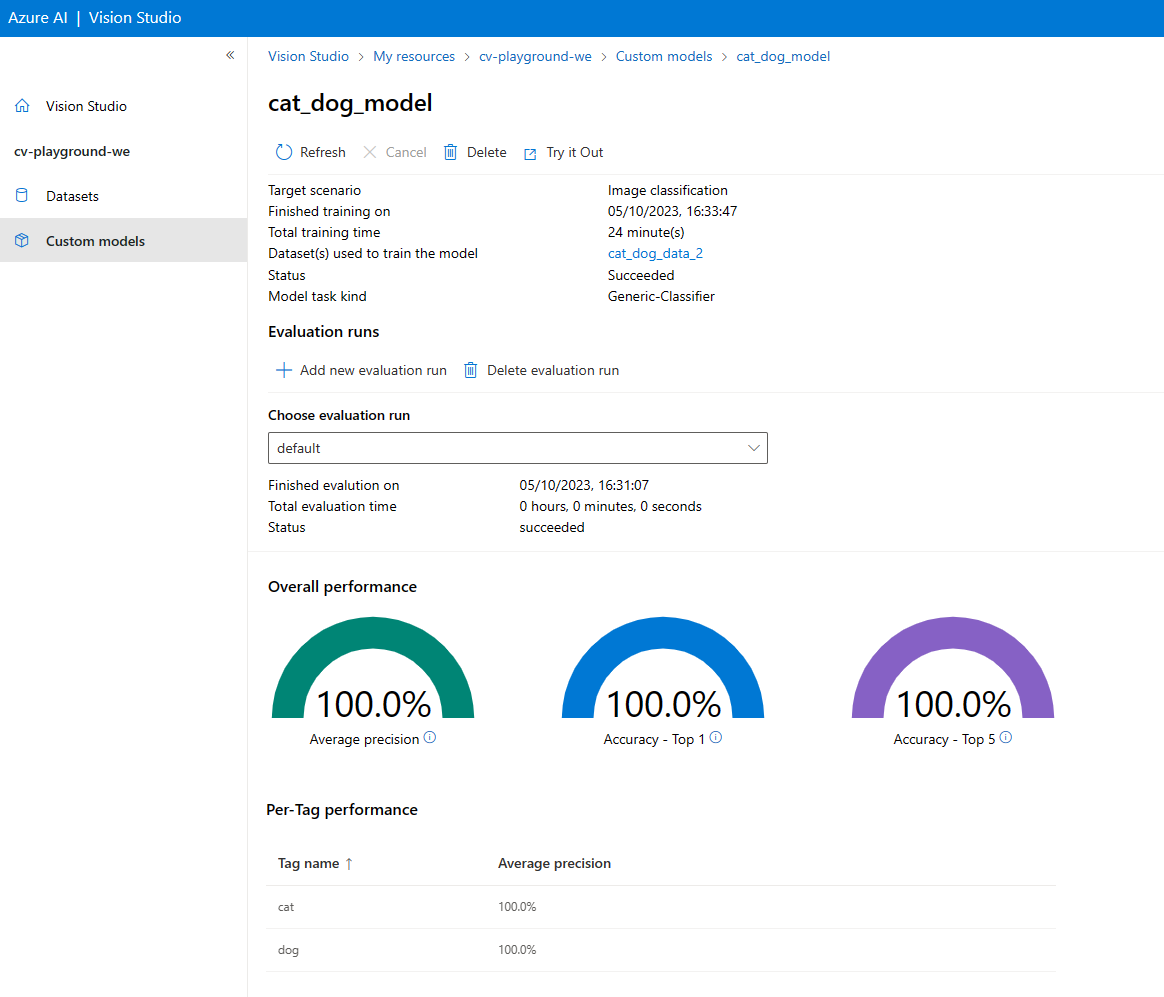 Azure AI | Vision Studio
Vision Studio > My resources > cv-playground-we > Custom models > cat_dog_model
Vision Studio
cv-playground-we
Datasets
Custom models
cat_dog_model
Refresh Cancel Delete Try it Out
Target scenario Image classification
Finished training on 05/10/2023, 16:33:47
Total training time 24 minute(s)
Dataset(s) used to train the model cat_dog_data_2
Status Succeeded
Model task kind Generic-Classifier
Evaluation runs
Add new evaluation run Delete evaluation run
Choose evaluation run
default
Finished evalution on 05/10/2023, 16:31:07
Total evaluation time 0 hours, 0 minutes, 0 seconds
Status succeeded
Overall performance
100.0% 100.0% 100.0%
Average precision Accuracy - Top 1 Accuracy - Top 5
Per-Tag performance
Tag name ↑ Average precision
cat 100.0%
dog 100.0%